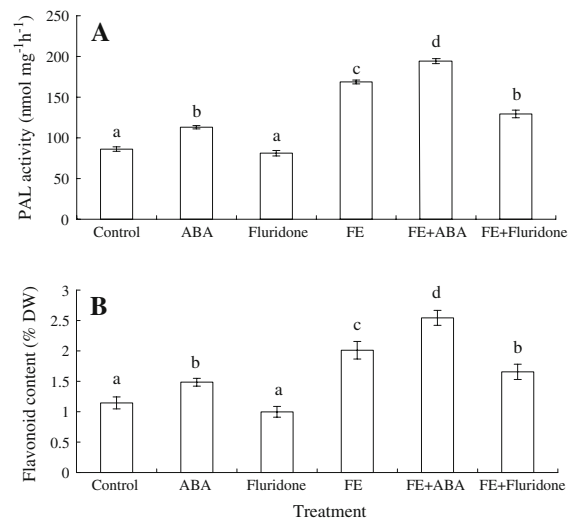 A
PAL activity (nmol mg⁻¹h⁻¹)
250
200
150
100
50
0
a
b
a
c
d
b
Control ABA Fluridone FE FE+ABA FE+Fluridone
B
Flavonoid content (% DW)
3
2.5
2
1.5
1
0.5
0
a
b
a
c
d
b
Control ABA Fluridone FE FE+ABA FE+Fluridone
Treatment